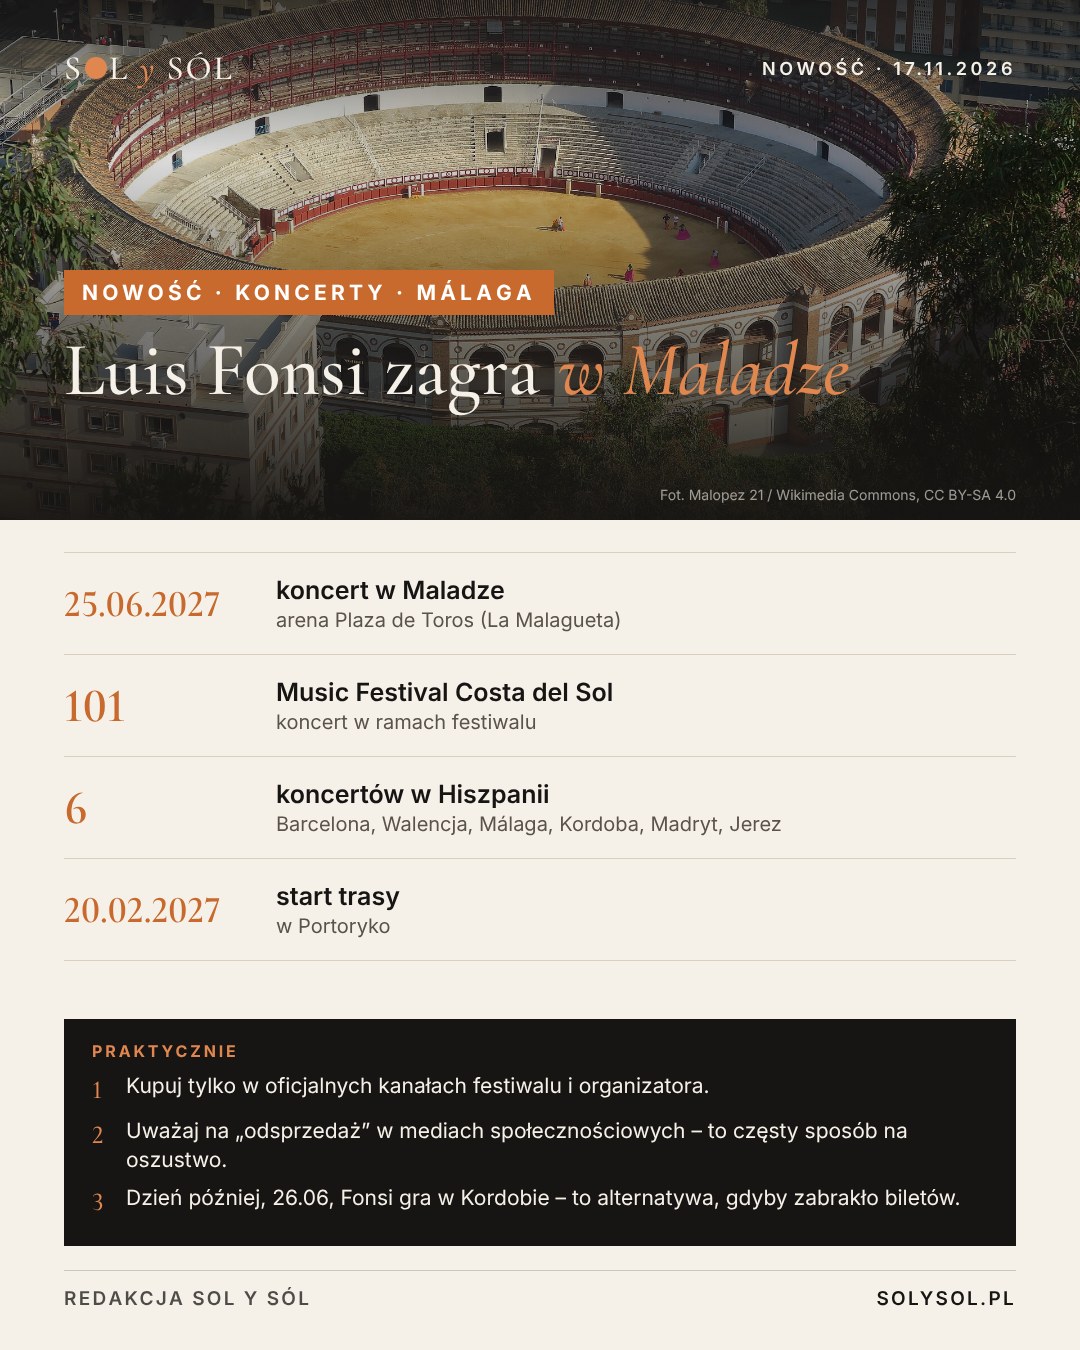 SOL y SÓL
NOWOŚĆ · 17.11.2026
NOWOŚĆ · KONCERTY · MÁLAGA
Luis Fonsi zagra w Maladze
Fot. Malopez 21 / Wikimedia Commons, CC BY-SA 4.0
25.06.2027
koncert w Maladze
arena Plaza de Toros (La Malagueta)
101
Music Festival Costa del Sol
koncert w ramach festiwalu
6
koncertów w Hiszpanii
Barcelona, Walencja, Málaga, Kordoba, Madryt, Jerez
20.02.2027
start trasy
w Portoryko
PRAKTYCZNIE
1 Kupuj tylko w oficjalnych kanałach festiwalu i organizatora.
2 Uważaj na „odsprzedaż” w mediach społecznościowych – to częsty sposób na
oszustwo.
3 Dzień później, 26.06, Fonsi gra w Kordobie – to alternatywa, gdyby zabrakło biletów.
REDAKCJA SOL Y SÓL
SOLYSOL.PL